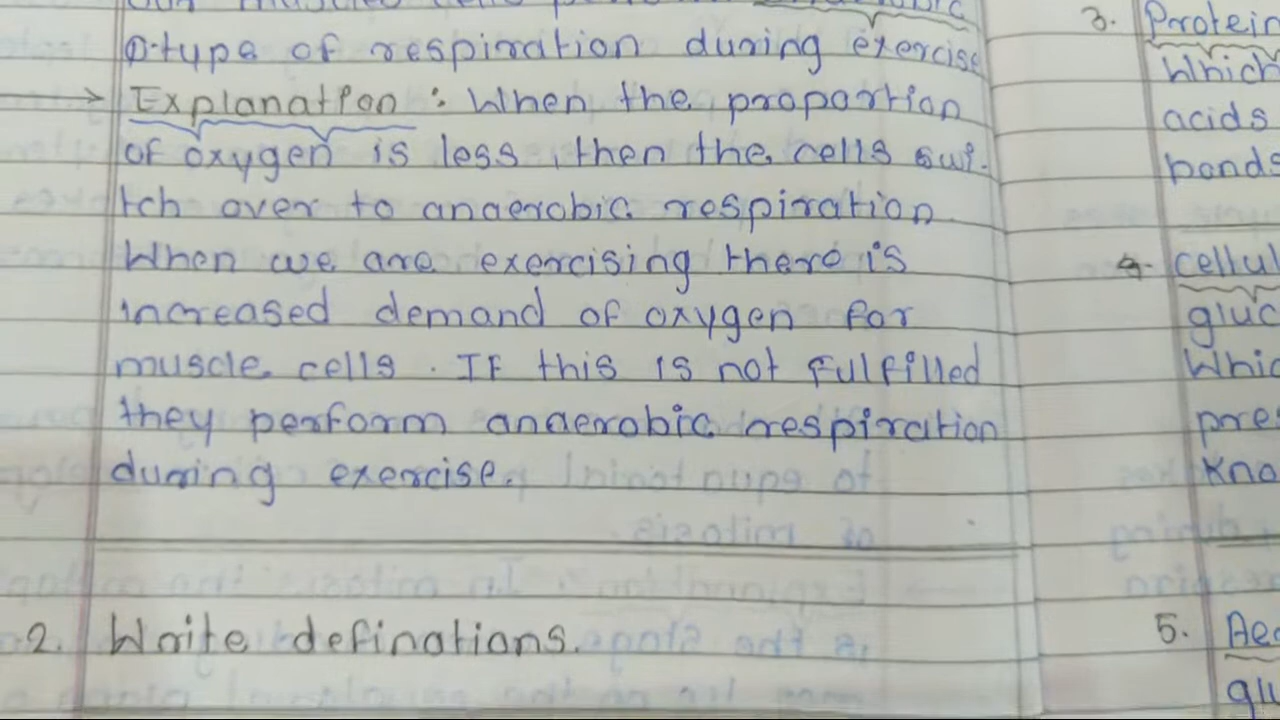 type of respiration during exercise
Explanation : When the proportion
of oxygen is less, then the cells swi-
tch over to anaerobic respiration.
When we are exercising there is
increased demand of oxygen for
muscle cells. If this is not fulfilled
they perform anaerobic respiration
during exercise.
2. Write definations.
3. Protein
Which
acids
bonds
4. cellul
gluc
Whic
pre
kno
5. Ae
glu